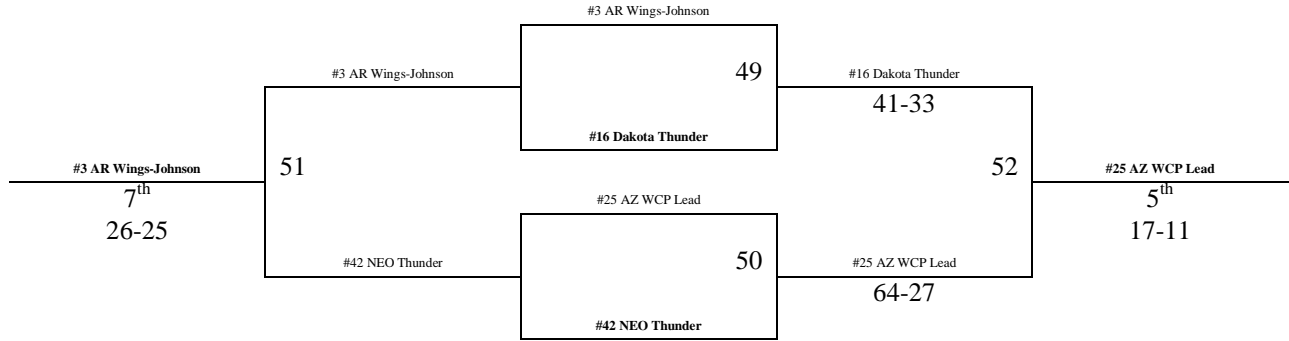 #3 AR Wings-Johnson
#3 AR Wings-Johnson
49
#16 Dakota Thunder
41-33
#16 Dakota Thunder
#3 AR Wings-Johnson
51
52
#25 AZ WCP Lead
7th
5th
26-25
17-11
#25 AZ WCP Lead
#42 NEO Thunder
50
#25 AZ WCP Lead
64-27
#42 NEO Thunder